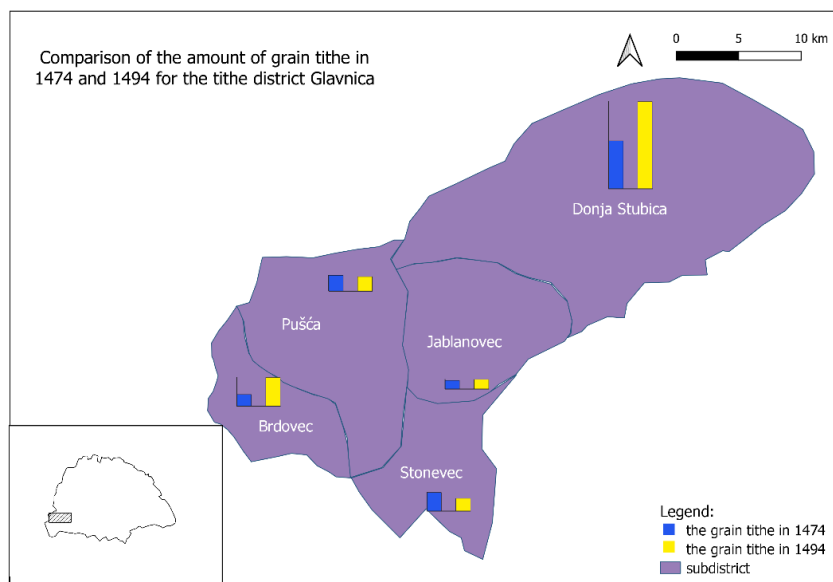 Comparison of the amount of grain tithe in
1474 and 1494 for the tithe district Glavnica
0 5 10 km
Donja Stubica
Pušća
Jablanovec
Brdovec
Stonevec
Legend:
the grain tithe in 1474
the grain tithe in 1494
subdistrict